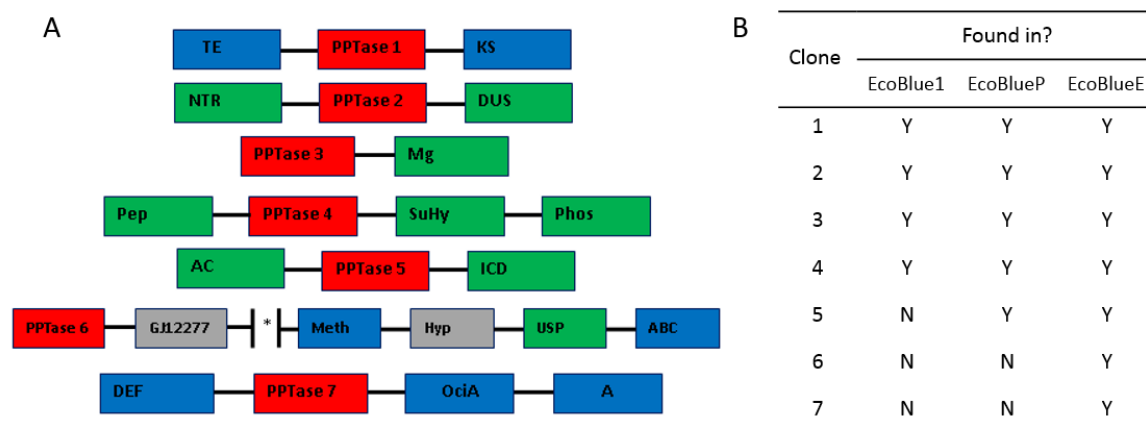 A
TE PPTase 1 KS
NTR PPTase 2 DUS
PPTase 3 Mg
Pep PPTase 4 SuHy Phos
AC PPTase 5 ICD
PPTase 6 GJ12277 * Meth Hyp USP ABC
DEF PPTase 7 OciA A
B
Found in?
Clone
EcoBlue1 EcoBlueP EcoBlueE
1 Y Y Y
2 Y Y Y
3 Y Y Y
4 Y Y Y
5 N Y Y
6 N N Y
7 N N Y